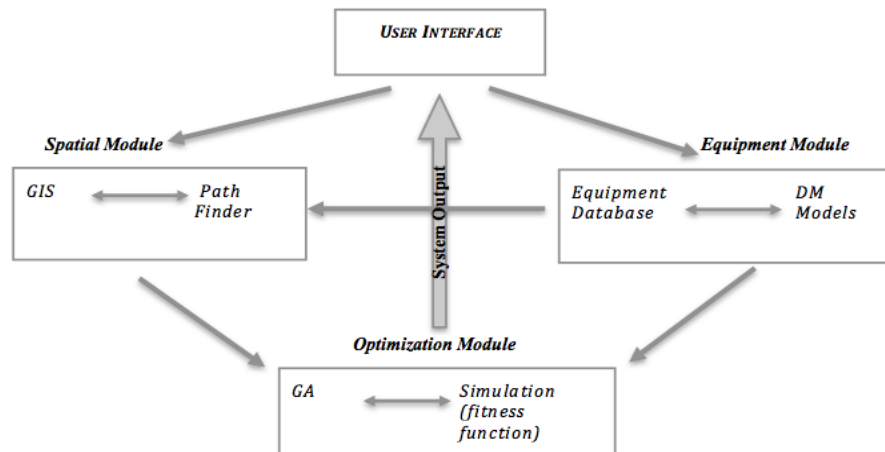 USER INTERFACE
Spatial Module
Equipment Module
GIS
Path
Finder
Equipment
Database
DM
Models
System Output
Optimization Module
GA
Simulation
(fitness
function)